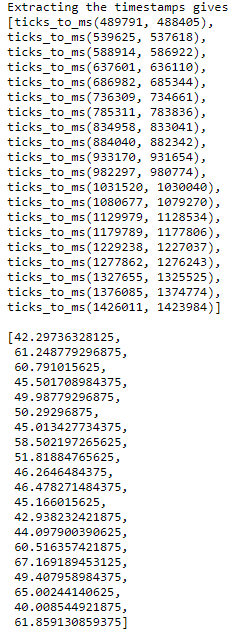 Extracting the timestamps gives
[ticks_to_ms(489791, 488405),
ticks_to_ms(539625, 537618),
ticks_to_ms(588914, 586922),
ticks_to_ms(637601, 636110),
ticks_to_ms(686982, 685344),
ticks_to_ms(736309, 734661),
ticks_to_ms(785311, 783836),
ticks_to_ms(834958, 833041),
ticks_to_ms(884040, 882342),
ticks_to_ms(933170, 931654),
ticks_to_ms(982297, 980774),
ticks_to_ms(1031520, 1030040),
ticks_to_ms(1080677, 1079270),
ticks_to_ms(1129979, 1128534),
ticks_to_ms(1179789, 1177806),
ticks_to_ms(1229238, 1227037),
ticks_to_ms(1277862, 1276243),
ticks_to_ms(1327655, 1325525),
ticks_to_ms(1376085, 1374774),
ticks_to_ms(1426011, 1423984)]
[42.29736328125,
61.248779296875,
60.791015625,
45.501708984375,
49.98779296875,
50.29296875,
45.013427734375,
58.502197265625,
51.81884765625,
46.2646484375,
46.478271484375,
45.166015625,
42.938232421875,
44.097900390625,
60.516357421875,
67.169189453125,
49.407958984375,
65.00244140625,
40.008544921875,
61.859130859375]